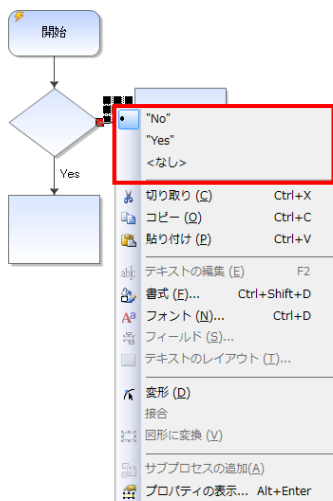 開始
"No"
"Yes"
<なし>
Yes
切り取り (C) Ctrl+X
コピー (O) Ctrl+C
貼り付け (P) Ctrl+V
テキストの編集 (E) F2
書式 (F)... Ctrl+Shift+D
フォント (N)... Ctrl+D
フィールド (S)...
テキストのレイアウト (T)...
変形 (D)
接合
図形に変換 (V)
サブプロセスの追加(A)
プロパティの表示... Alt+Enter